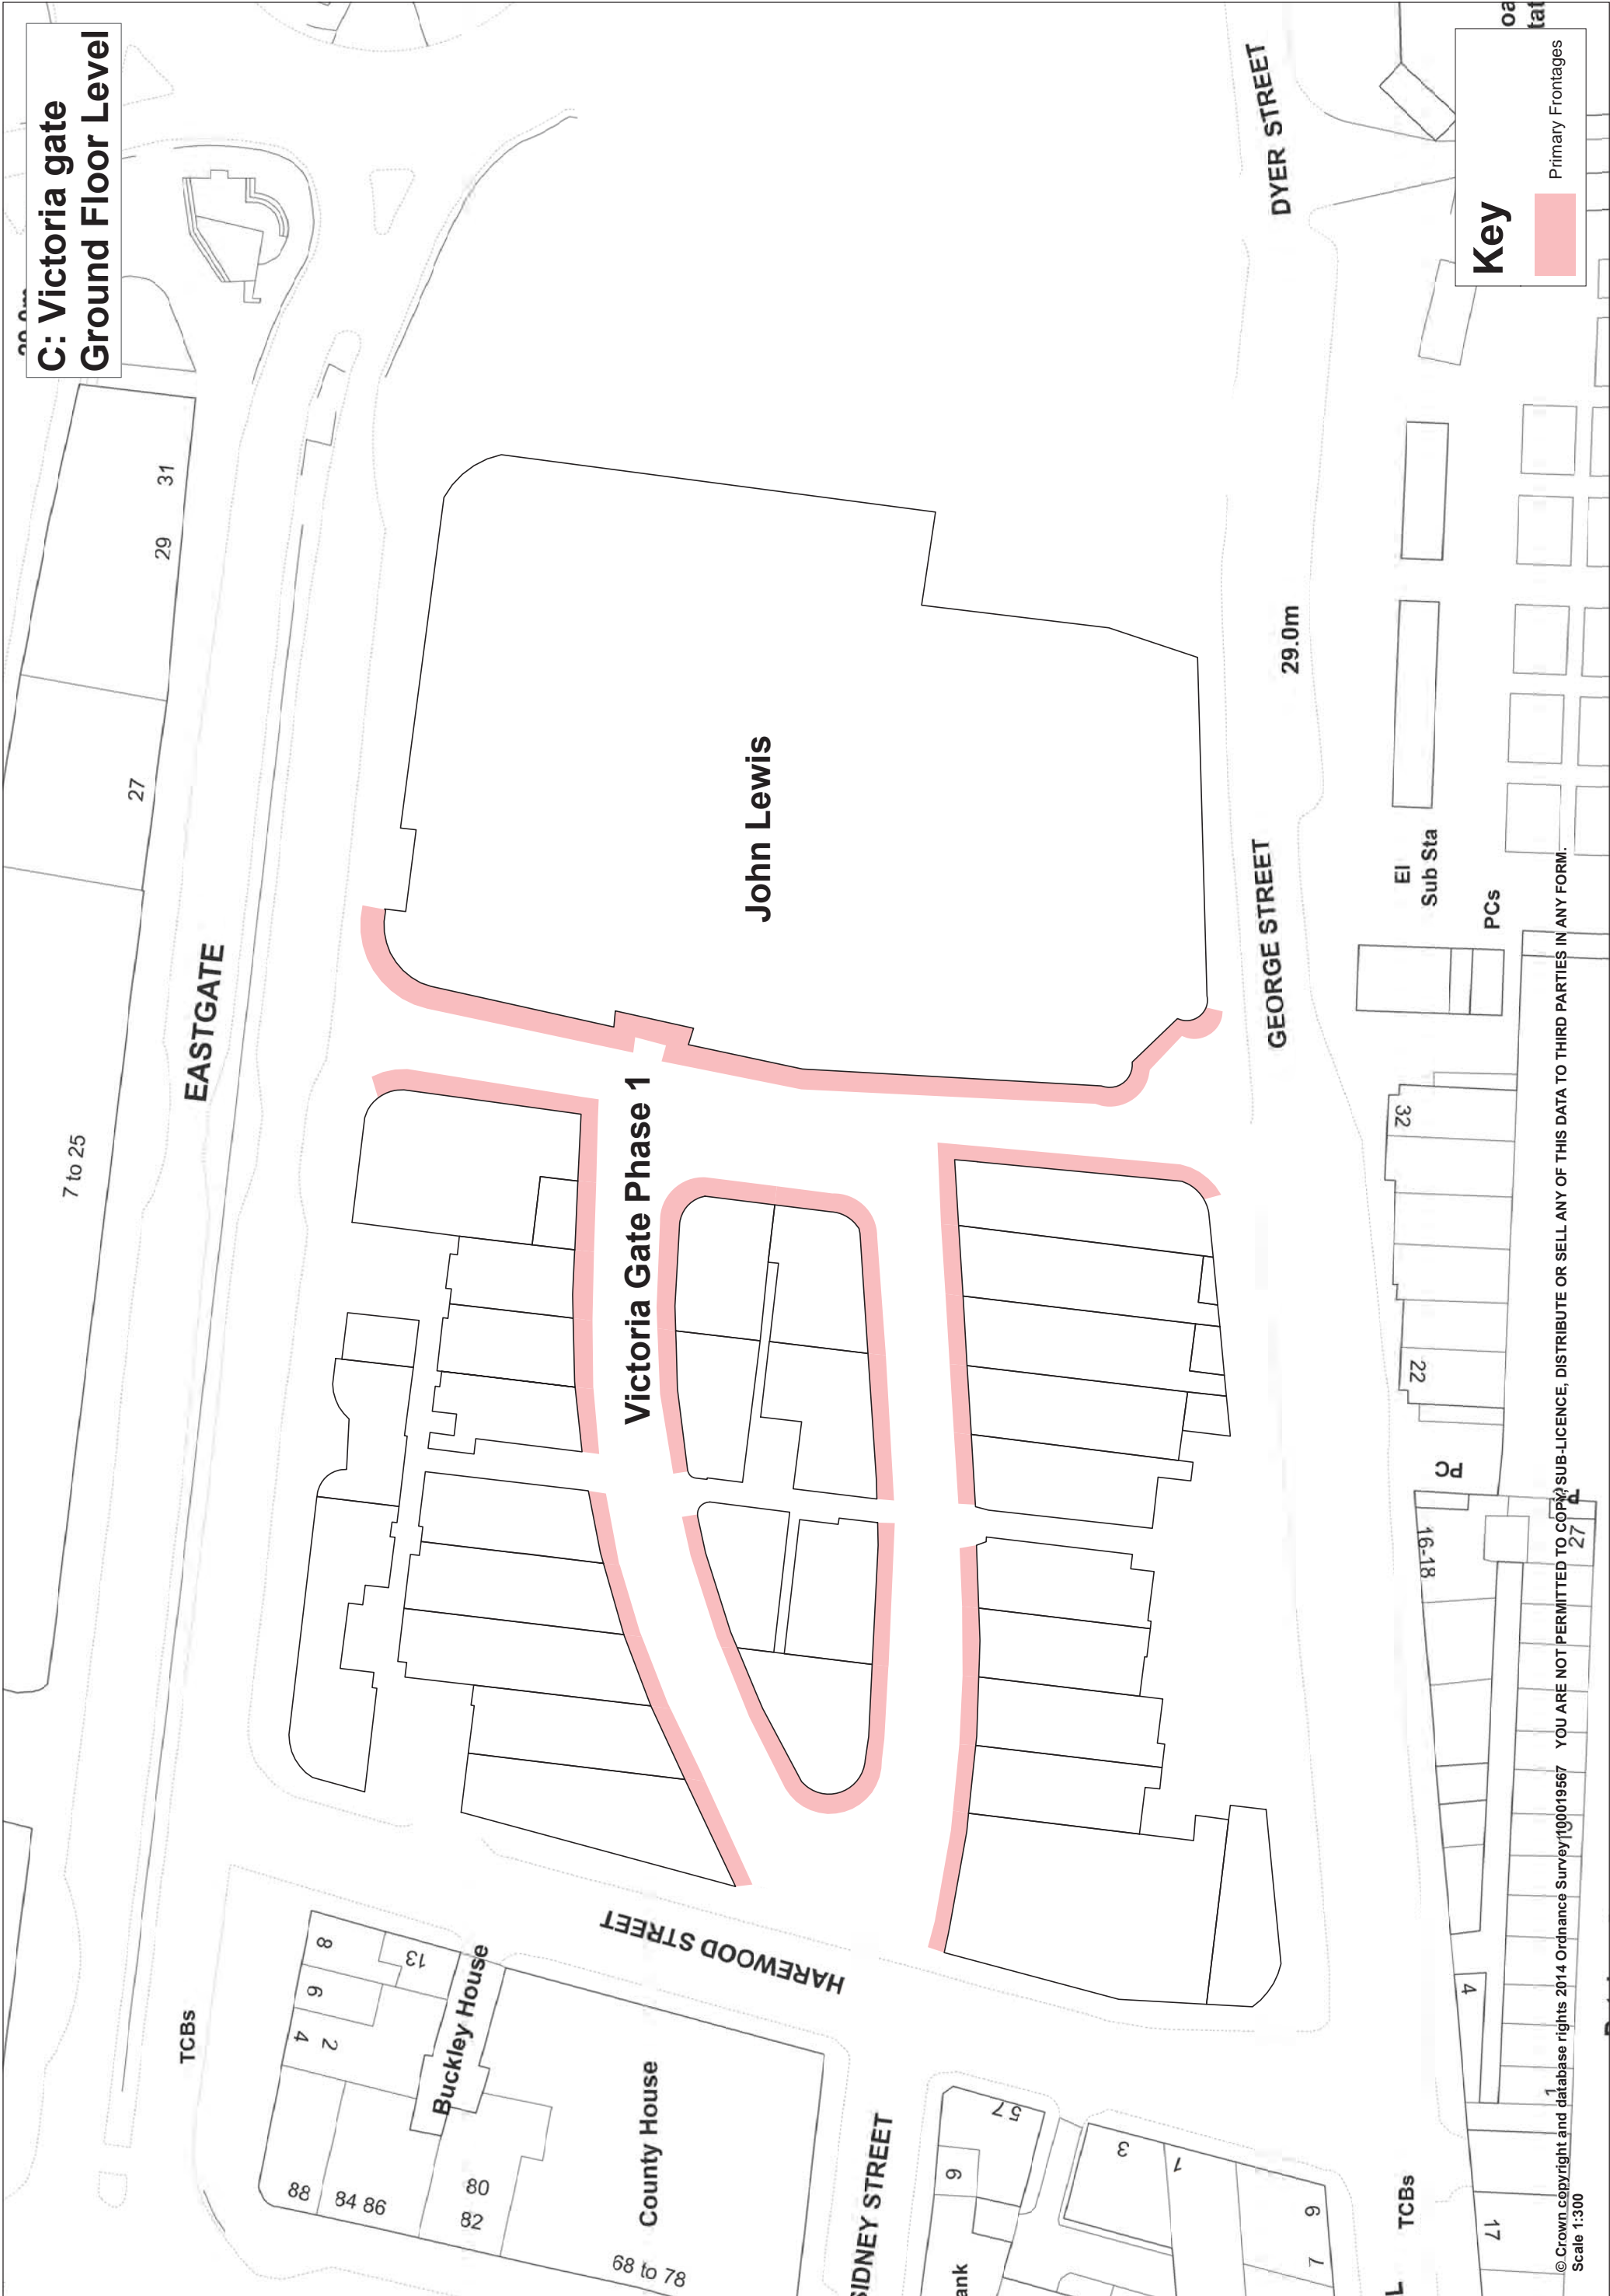 C: Victoria gate
Ground Floor Level
31
29
27
7 to 25
EASTGATE
TCBs
John Lewis
Victoria Gate Phase 1
HAREWOOD STREET
8
6
4
2
13
Buckley House
88
84 86
80
82
County House
68 to 78
SIDNEY STREET
5 7
9
3
1
DYER STREET
GEORGE STREET
29.0m
El
Sub Sta
PCs
32
22
PC
16-18
27
4
1
17
TCBs
Key
Primary Frontages
© Crown copyright and database rights 2014 Ordnance Survey 100019567 YOU ARE NOT PERMITTED TO COPY, SUB-LICENCE, DISTRIBUTE OR SELL ANY OF THIS DATA TO THIRD PARTIES IN ANY FORM.
Scale 1:300